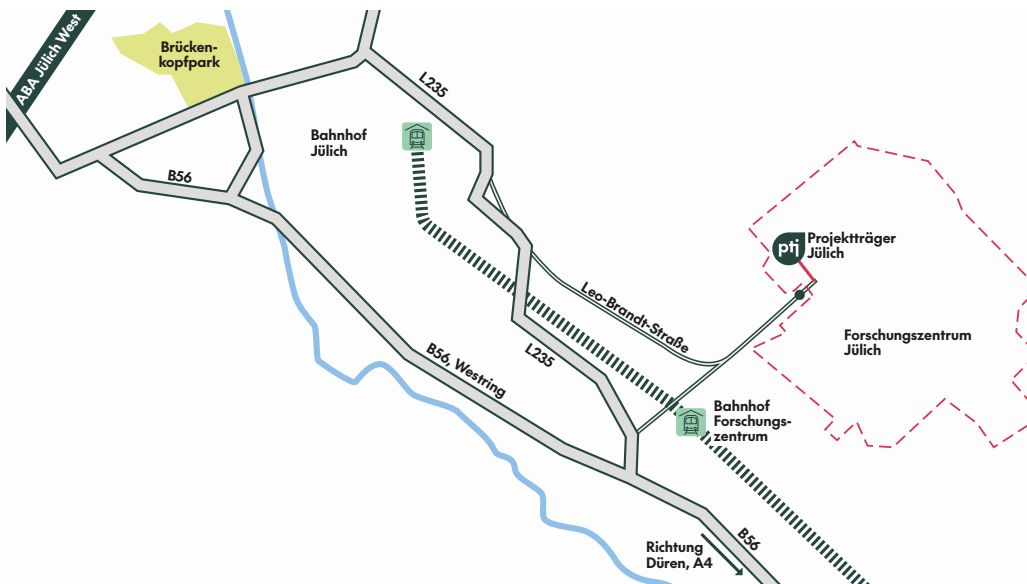 ABA Jülich West
Brücken-
kopfpark
L235
Bahnhof
Jülich
B56
ptj
Projektträger
Jülich
Leo-Brandt-Straße
Forschungszentrum
Jülich
L235
B56, Westring
Bahnhof
Forschungs-
zentrum
B56
Richtung
Düren, A4